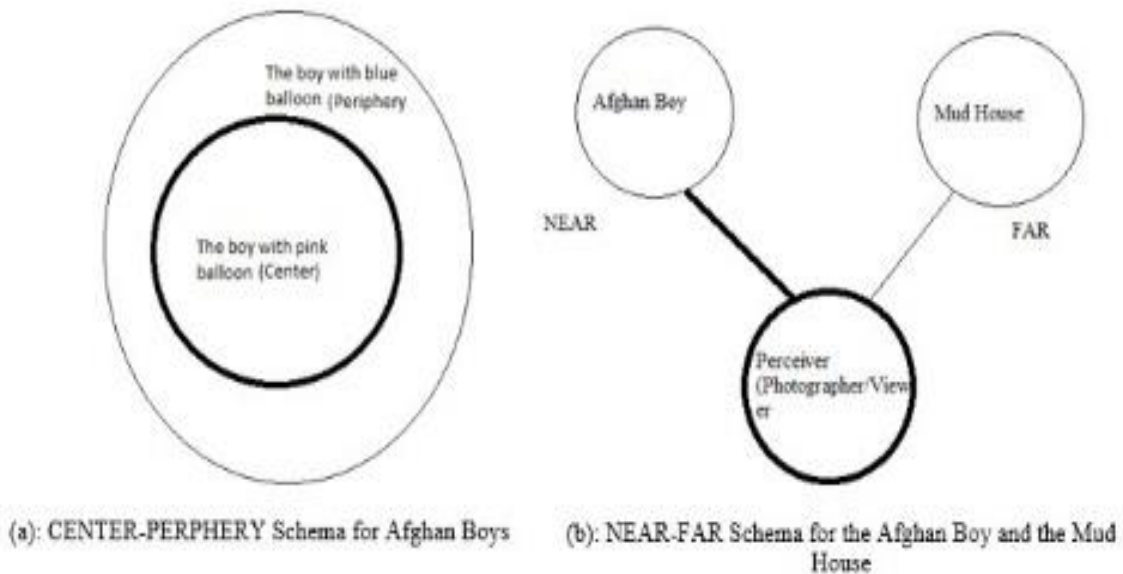 The boy with blue
balloon (Periphery
The boy with pink
balloon (Center)
(a): CENTER-PERPHERY Schema for Afghan Boys
Afghan Boy
Mud House
NEAR
FAR
Perceiver
(Photographer/View
er
(b): NEAR-FAR Schema for the Afghan Boy and the Mud
House